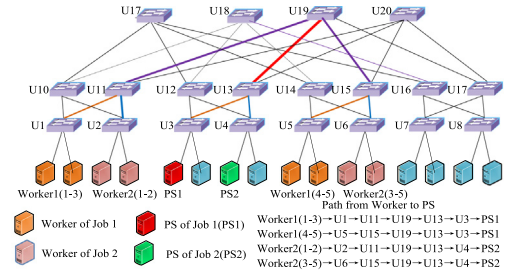 U17 U18 U19 U20
U10 U11 U12 U13 U14 U15 U16 U17
U1 U2 U3 U4 U5 U6 U7 U8
Worker1(1-3) Worker2(1-2) PS1 PS2 Worker1(4-5) Worker2(3-5)
Path from Worker to PS
Worker of Job 1 PS of Job 1(PS1)
Worker of Job 2 PS of Job 2(PS2)
Worker1(1-3)→U1→U11→U19→U13→U3→PS1
Worker1(4-5)→U5→U15→U19→U13→U3→PS1
Worker2(1-2)→U2→U11→U19→U13→U4→PS2
Worker2(3-5)→U6→U15→U19→U13→U4→PS2